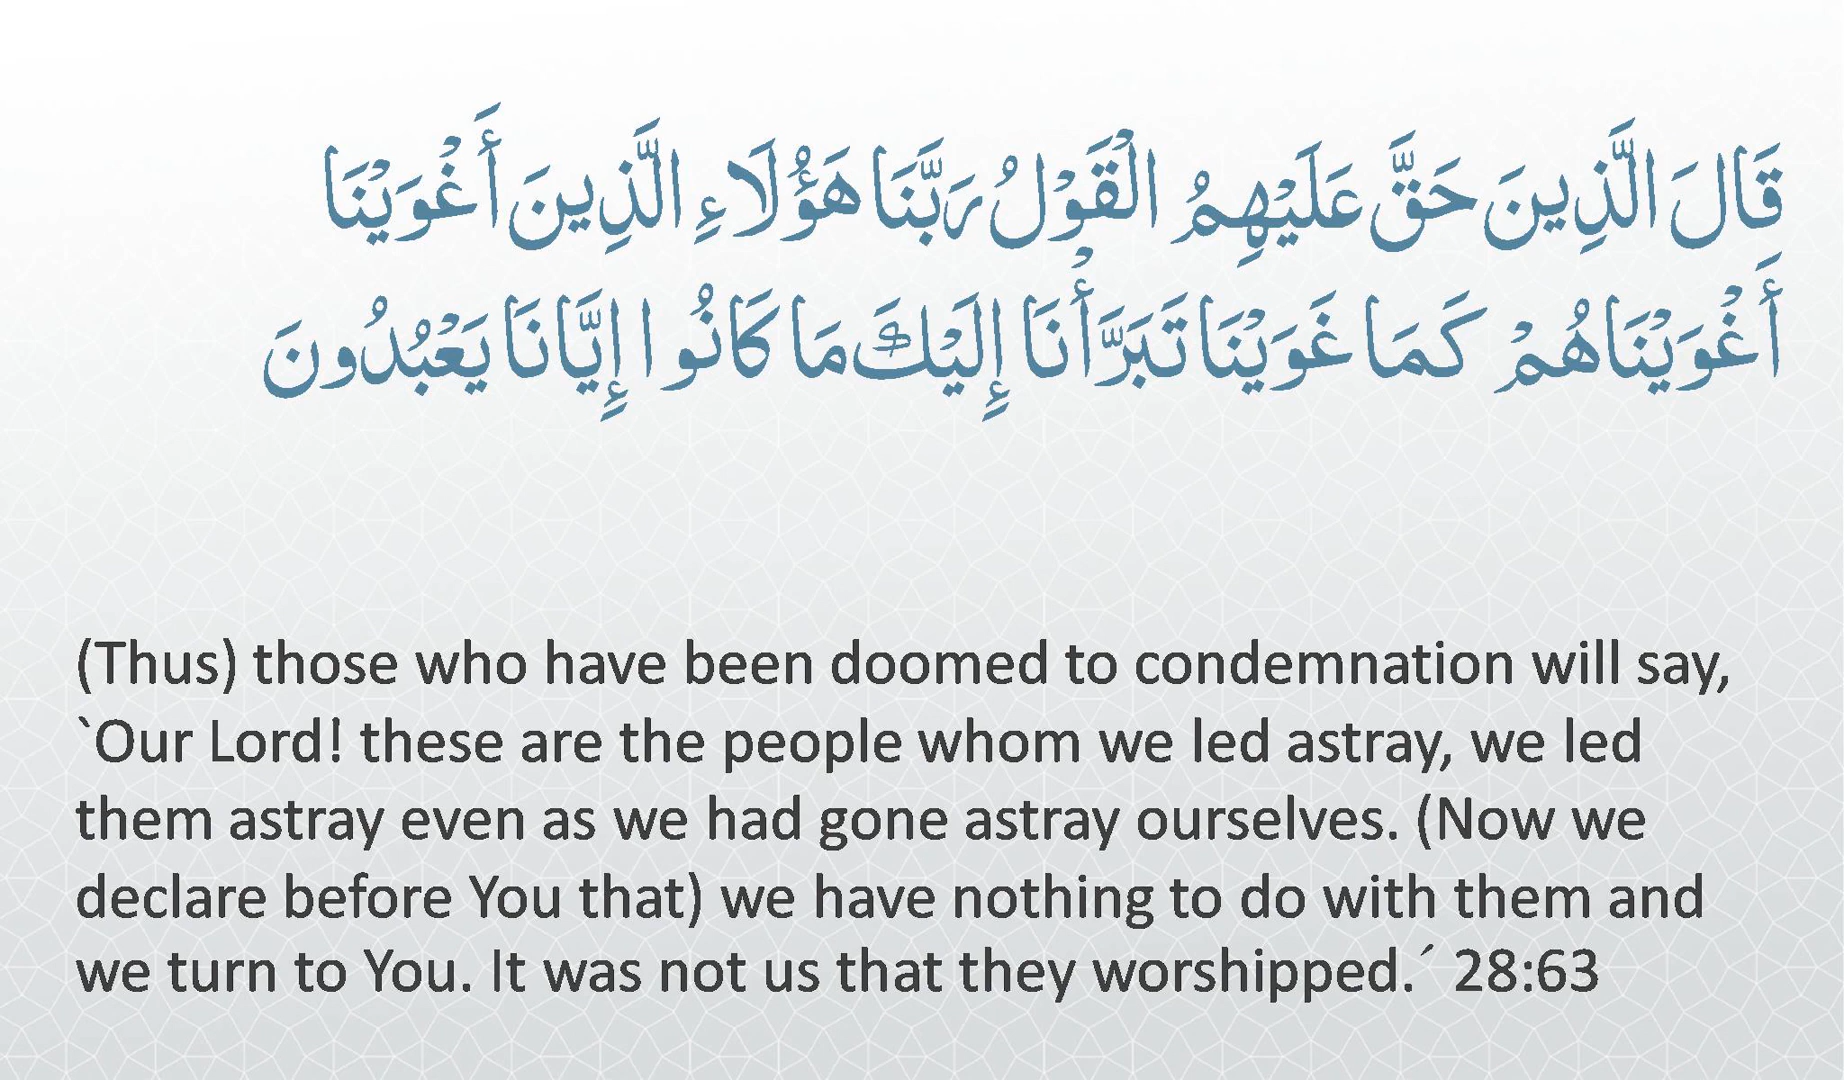 قَالَ الَّذِينَ حَقَّ عَلَيْهِمُ الْقَوْلُ رَبَّنَا هَؤُلَاءِ الَّذِينَ أَغْوَيْنَا
أَغْوَيْنَاهُمْ كَمَا غَوَيْنَا تَبَرَّأْنَا إِلَيْكَ مَا كَانُوا إِيَّانَا يَعْبُدُونَ
(Thus) those who have been doomed to condemnation will say,
`Our Lord! these are the people whom we led astray, we led
them astray even as we had gone astray ourselves. (Now we
declare before You that) we have nothing to do with them and
we turn to You. It was not us that they worshipped.´ 28:63